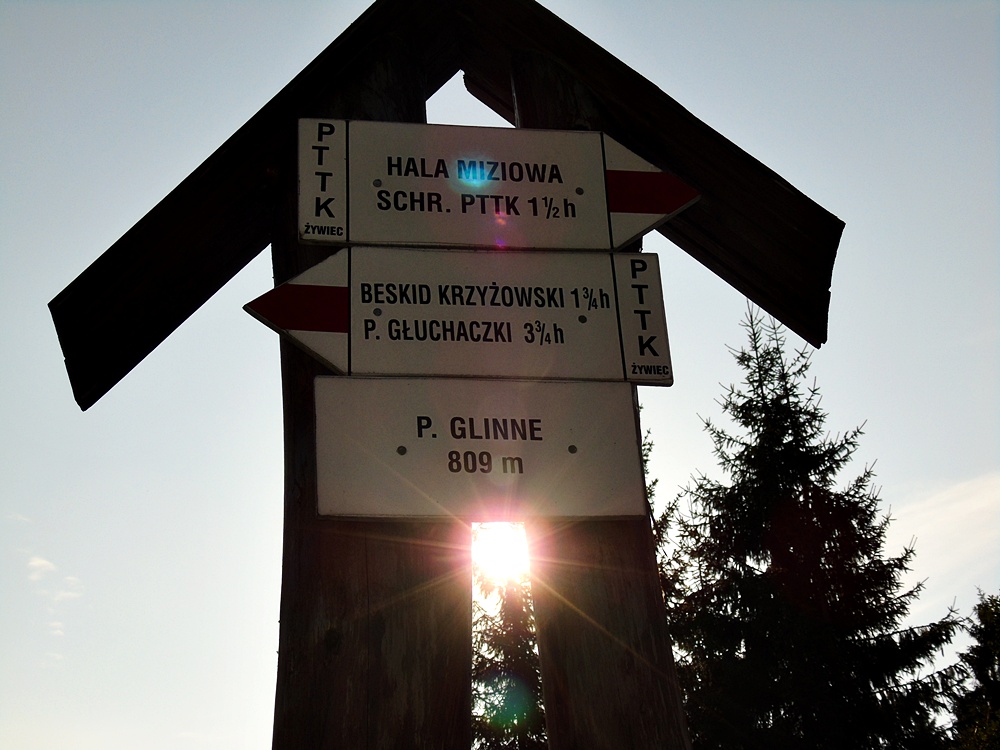 PTTK
ŻYWIEC
HALA MIZIOWA
SCHR. PTTK 1½h
BESKID KRZYŻOWSKI 1¾h
P. GŁUCHACZKI 3¾h
PTTK
ŻYWIEC
P. GLINNE
809 m